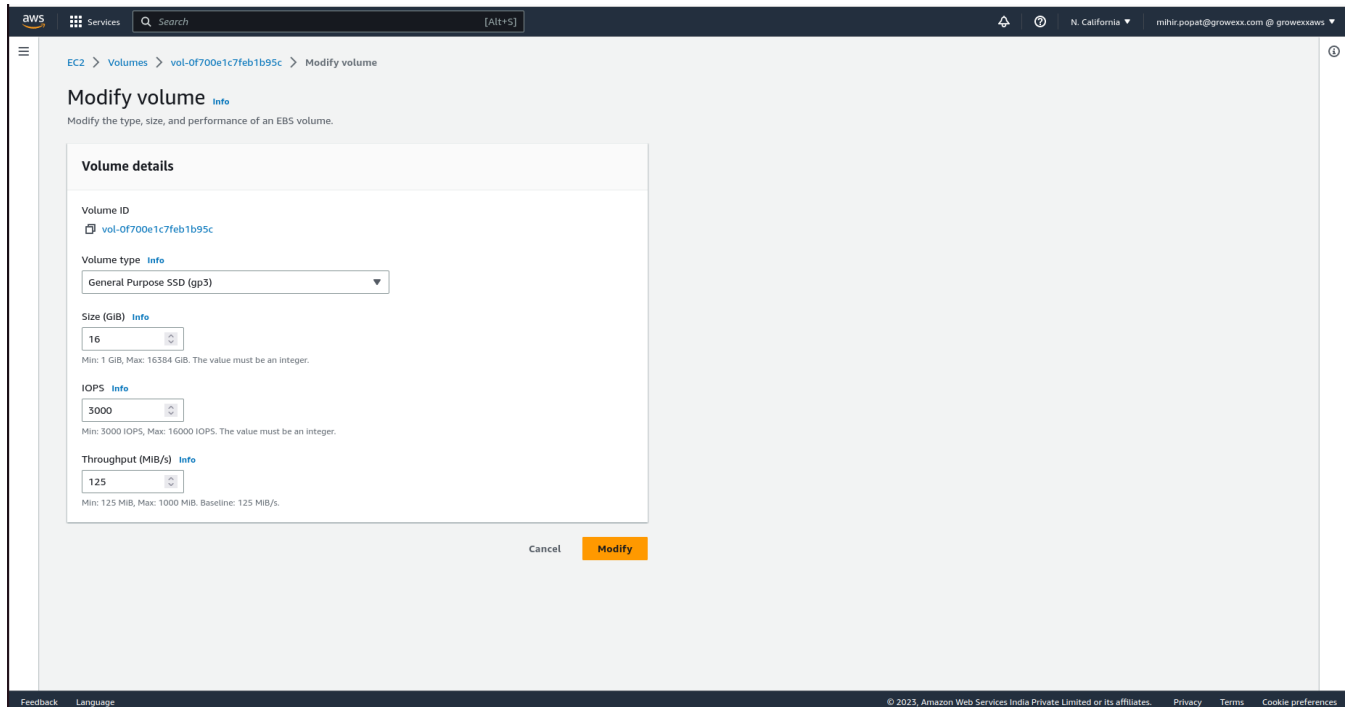 aws Services Search [Alt+S] N. California mihir.popat@growexx.com @ growexxaws
EC2 > Volumes > vol-0f700e1c7feb1b95c > Modify volume
Modify volume Info
Modify the type, size, and performance of an EBS volume.
Volume details
Volume ID
vol-0f700e1c7feb1b95c
Volume type Info
General Purpose SSD (gp3)
Size (GiB) Info
16
Min: 1 GiB, Max: 16384 GiB. The value must be an integer.
IOPS Info
3000
Min: 3000 IOPS, Max: 16000 IOPS. The value must be an integer.
Throughput (MiB/s) Info
125
Min: 125 MiB, Max: 1000 MiB. Baseline: 125 MiB/s.
Cancel Modify
Feedback Language © 2023, Amazon Web Services India Private Limited or its affiliates. Privacy Terms Cookie preferences